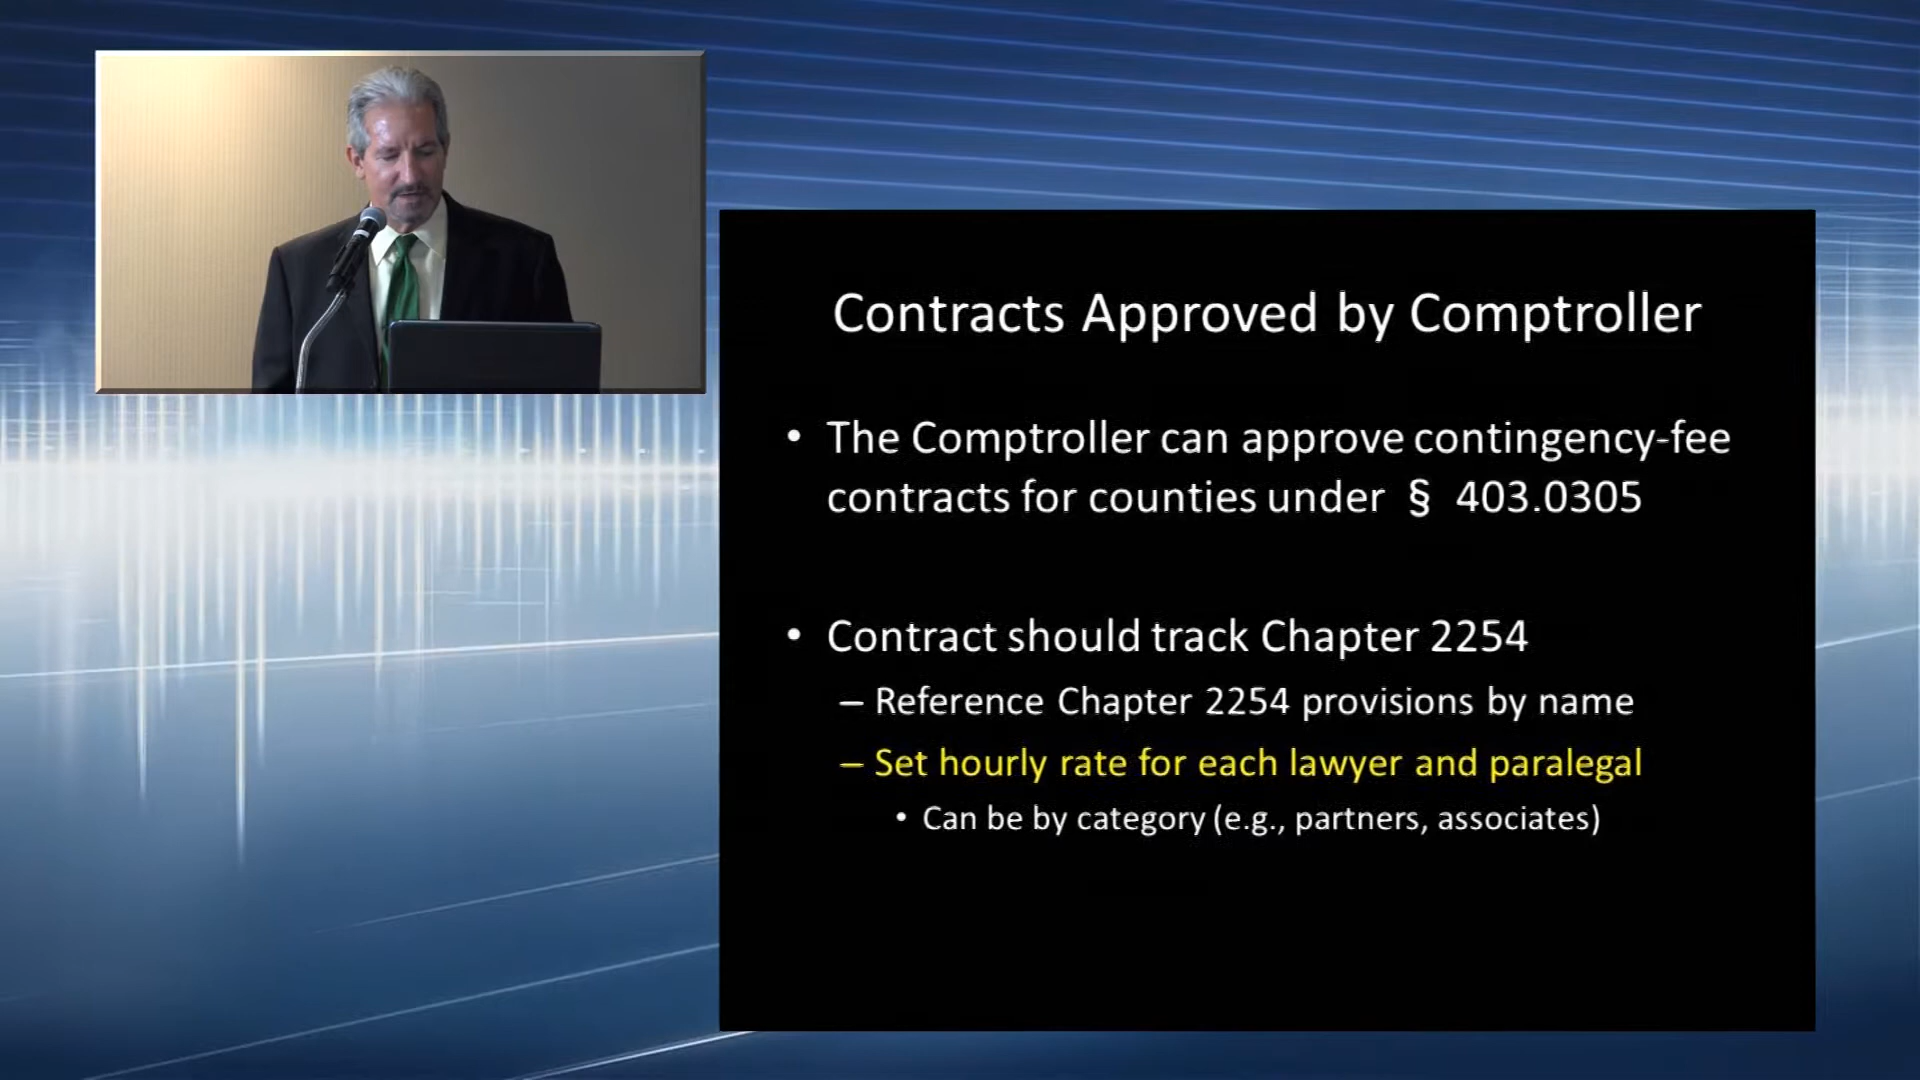 Contracts Approved by Comptroller
• The Comptroller can approve contingency-fee
contracts for counties under § 403.0305
• Contract should track Chapter 2254
– Reference Chapter 2254 provisions by name
– Set hourly rate for each lawyer and paralegal
• Can be by category (e.g., partners, associates)